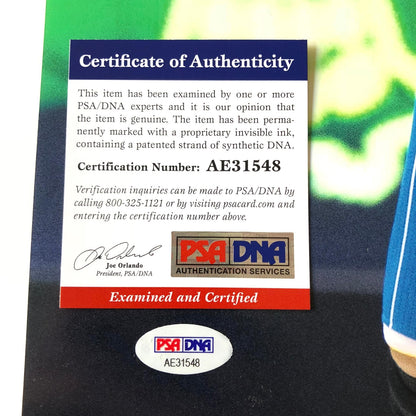 Certificate of Authenticity
This item has been examined by one or more
PSA/DNA experts and it is our opinion that
the item is genuine. The item has been perma-
nently marked with a proprietary invisible ink,
containing a patented strand of synthetic DNA.
Certification Number: AE31548
Verification inquiries can be made to PSA/DNA by
calling 800-325-1121 or by visiting psacard.com and
entering the certification number above.
Joe Orlando
President, PSA/DNA
PSA DNA
AUTHENTICATION SERVICES
Examined and Certified
PSA DNA
AE31548